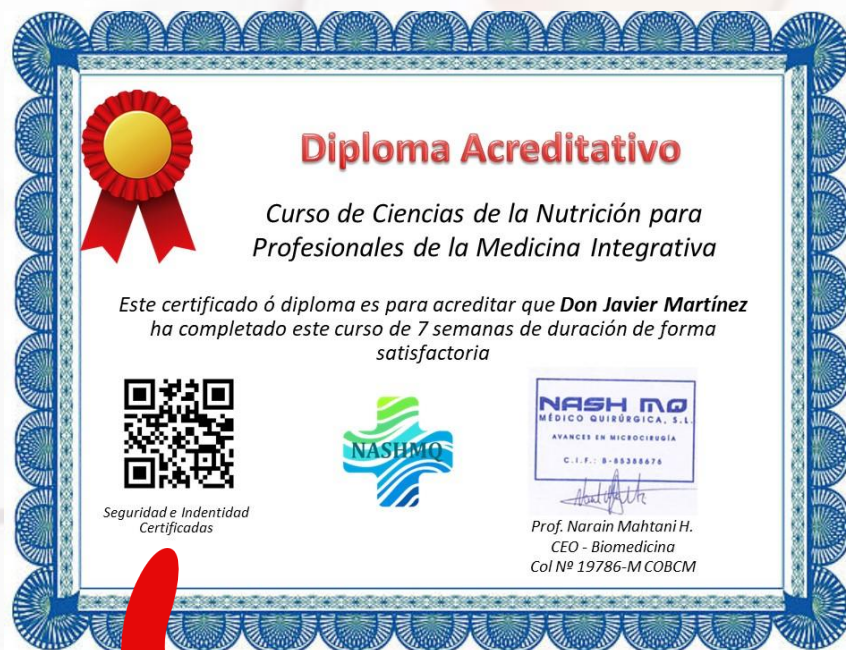 Diploma Acreditativo
Curso de Ciencias de la Nutrición para
Profesionales de la Medicina Integrativa
Este certificado ó diploma es para acreditar que Don Javier Martínez
ha completado este curso de 7 semanas de duración de forma
satisfactoria
Seguridad e Indentidad
Certificadas
NASHMQ
NASH MQ
MÉDICO QUIRÚRGICA, S.L.
AVANCES EN MICROCIRUGÍA
C.I.F.: B-85388676
Prof. Narain Mahtani H.
CEO - Biomedicina
Col Nº 19786-M COBCM